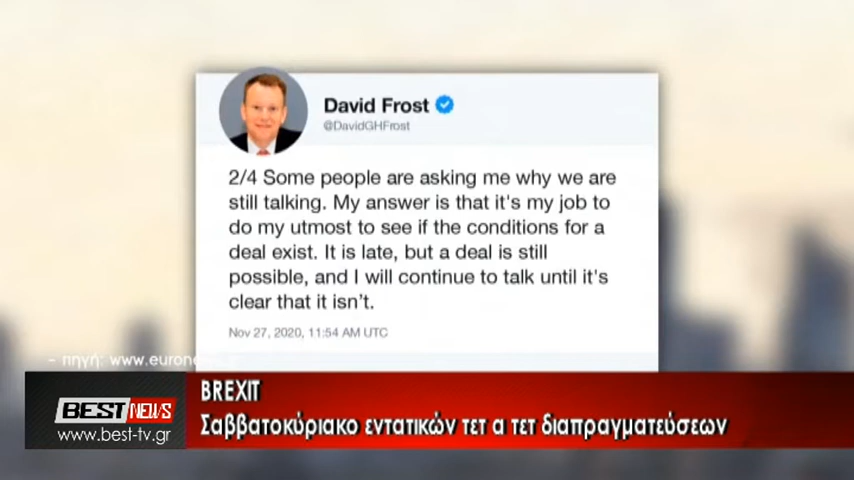 David Frost
@DavidGHFrost
2/4 Some people are asking me why we are
still talking. My answer is that it's my job to
do my utmost to see if the conditions for a
deal exist. It is late, but a deal is still
possible, and I will continue to talk until it's
clear that it isn't.
Nov 27, 2020, 11:54 AM UTC
– πηγή: www.euronews
BEST NEWS
www.best-tv.gr
BREXIT
Σαββατοκύριακο εντατικών τετ α τετ διαπραγματεύσεων